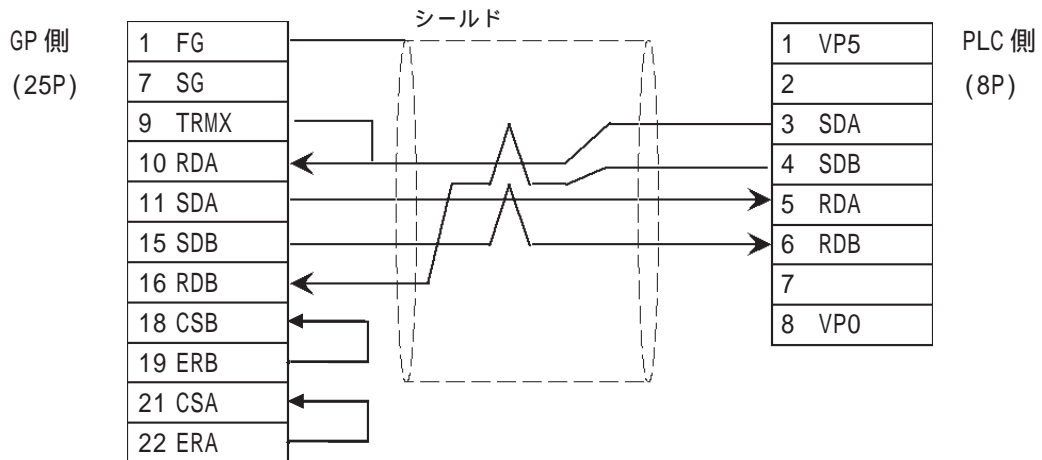 シールド
GP 側
(25P)
1 FG
7 SG
9 TRMX
10 RDA
11 SDA
15 SDB
16 RDB
18 CSB
19 ERB
21 CSA
22 ERA
PLC 側
(8P)
1 VP5
2
3 SDA
4 SDB
5 RDA
6 RDB
7
8 VP0